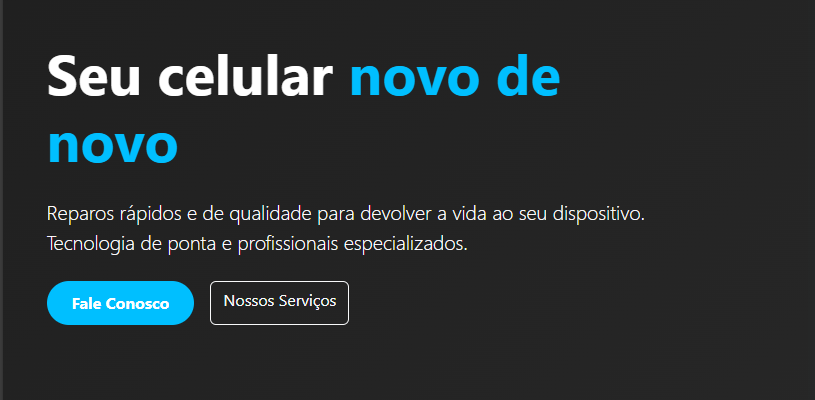 Seu celular novo de
novo
Reparos rápidos e de qualidade para devolver a vida ao seu dispositivo.
Tecnologia de ponta e profissionais especializados.
Fale Conosco
Nossos Serviços